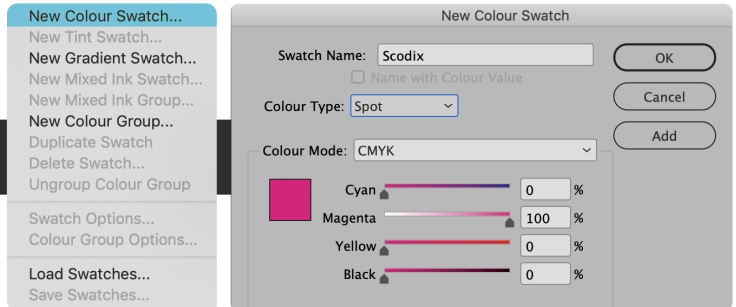 New Colour Swatch...
New Tint Swatch...
New Gradient Swatch...
New Mixed Ink Swatch...
New Mixed Ink Group...
New Colour Group...
Duplicate Swatch
Delete Swatch...
Ungroup Colour Group
Swatch Options...
Colour Group Options...
Load Swatches...
Save Swatches...
New Colour Swatch
Swatch Name: Scodix
Name with Colour Value
Colour Type: Spot
Colour Mode: CMYK
Cyan 0 %
Magenta 100 %
Yellow 0 %
Black 0 %
OK
Cancel
Add